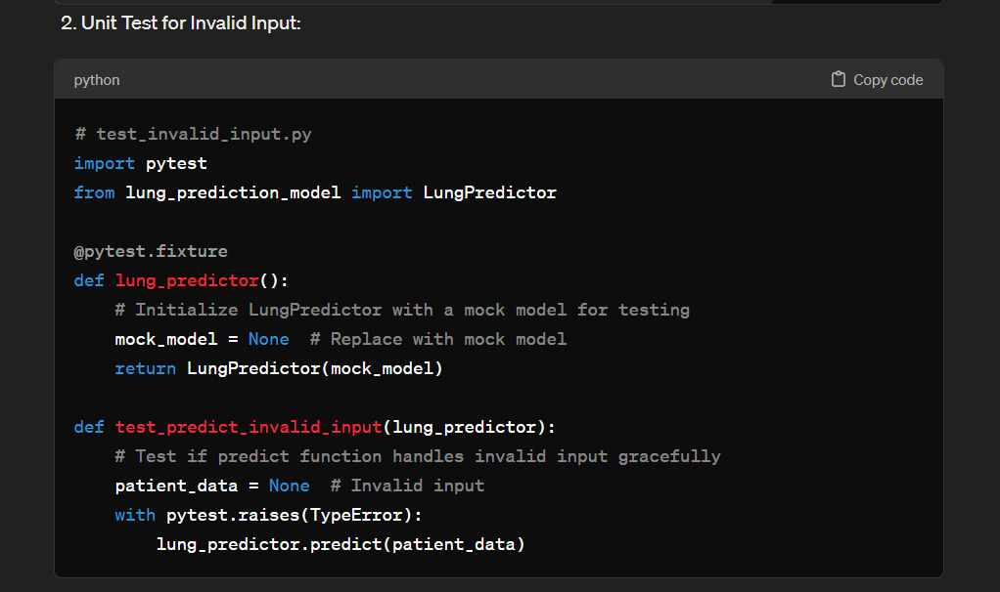 2. Unit Test for Invalid Input:
python
Copy code
# test_invalid_input.py
import pytest
from lung_prediction_model import LungPredictor
@pytest.fixture
def lung_predictor():
    # Initialize LungPredictor with a mock model for testing
    mock_model = None  # Replace with mock model
    return LungPredictor(mock_model)
def test_predict_invalid_input(lung_predictor):
    # Test if predict function handles invalid input gracefully
    patient_data = None  # Invalid input
    with pytest.raises(TypeError):
        lung_predictor.predict(patient_data)